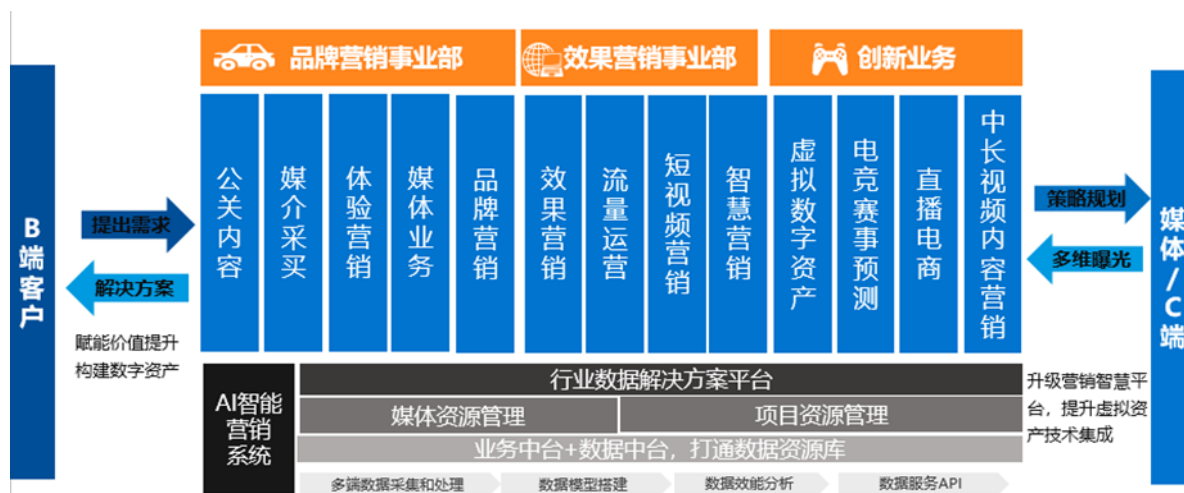 品牌营销事业部
效果营销事业部
创新业务
B端客户
提出需求
解决方案
赋能价值提升
构建数字资产
公关内容
媒介采买
体验营销
媒体业务
品牌营销
效果营销
流量运营
短视频营销
智慧营销
虚拟数字资产
电竞赛事预测
直播电商
中长视频内容营销
策略规划
多维曝光
媒体/C端
升级营销智慧平
台，提升虚拟资
产技术集成
AI智能
营销
系统
行业数据解决方案平台
媒体资源管理
项目资源管理
业务中台+数据中台，打通数据资源库
多端数据采集和处理
数据模型搭建
数据效能分析
数据服务API